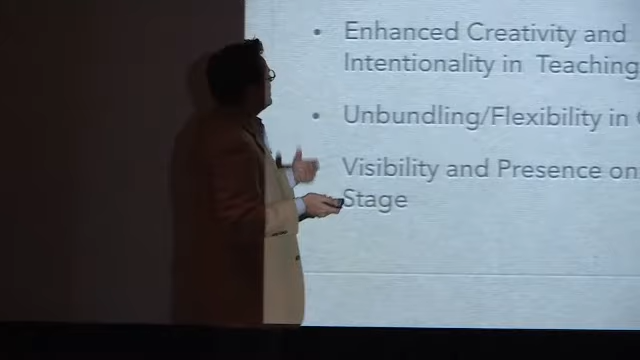 Enhanced Creativity and
Intentionality in Teaching
Unbundling/Flexibility in
Visibility and Presence on
Stage